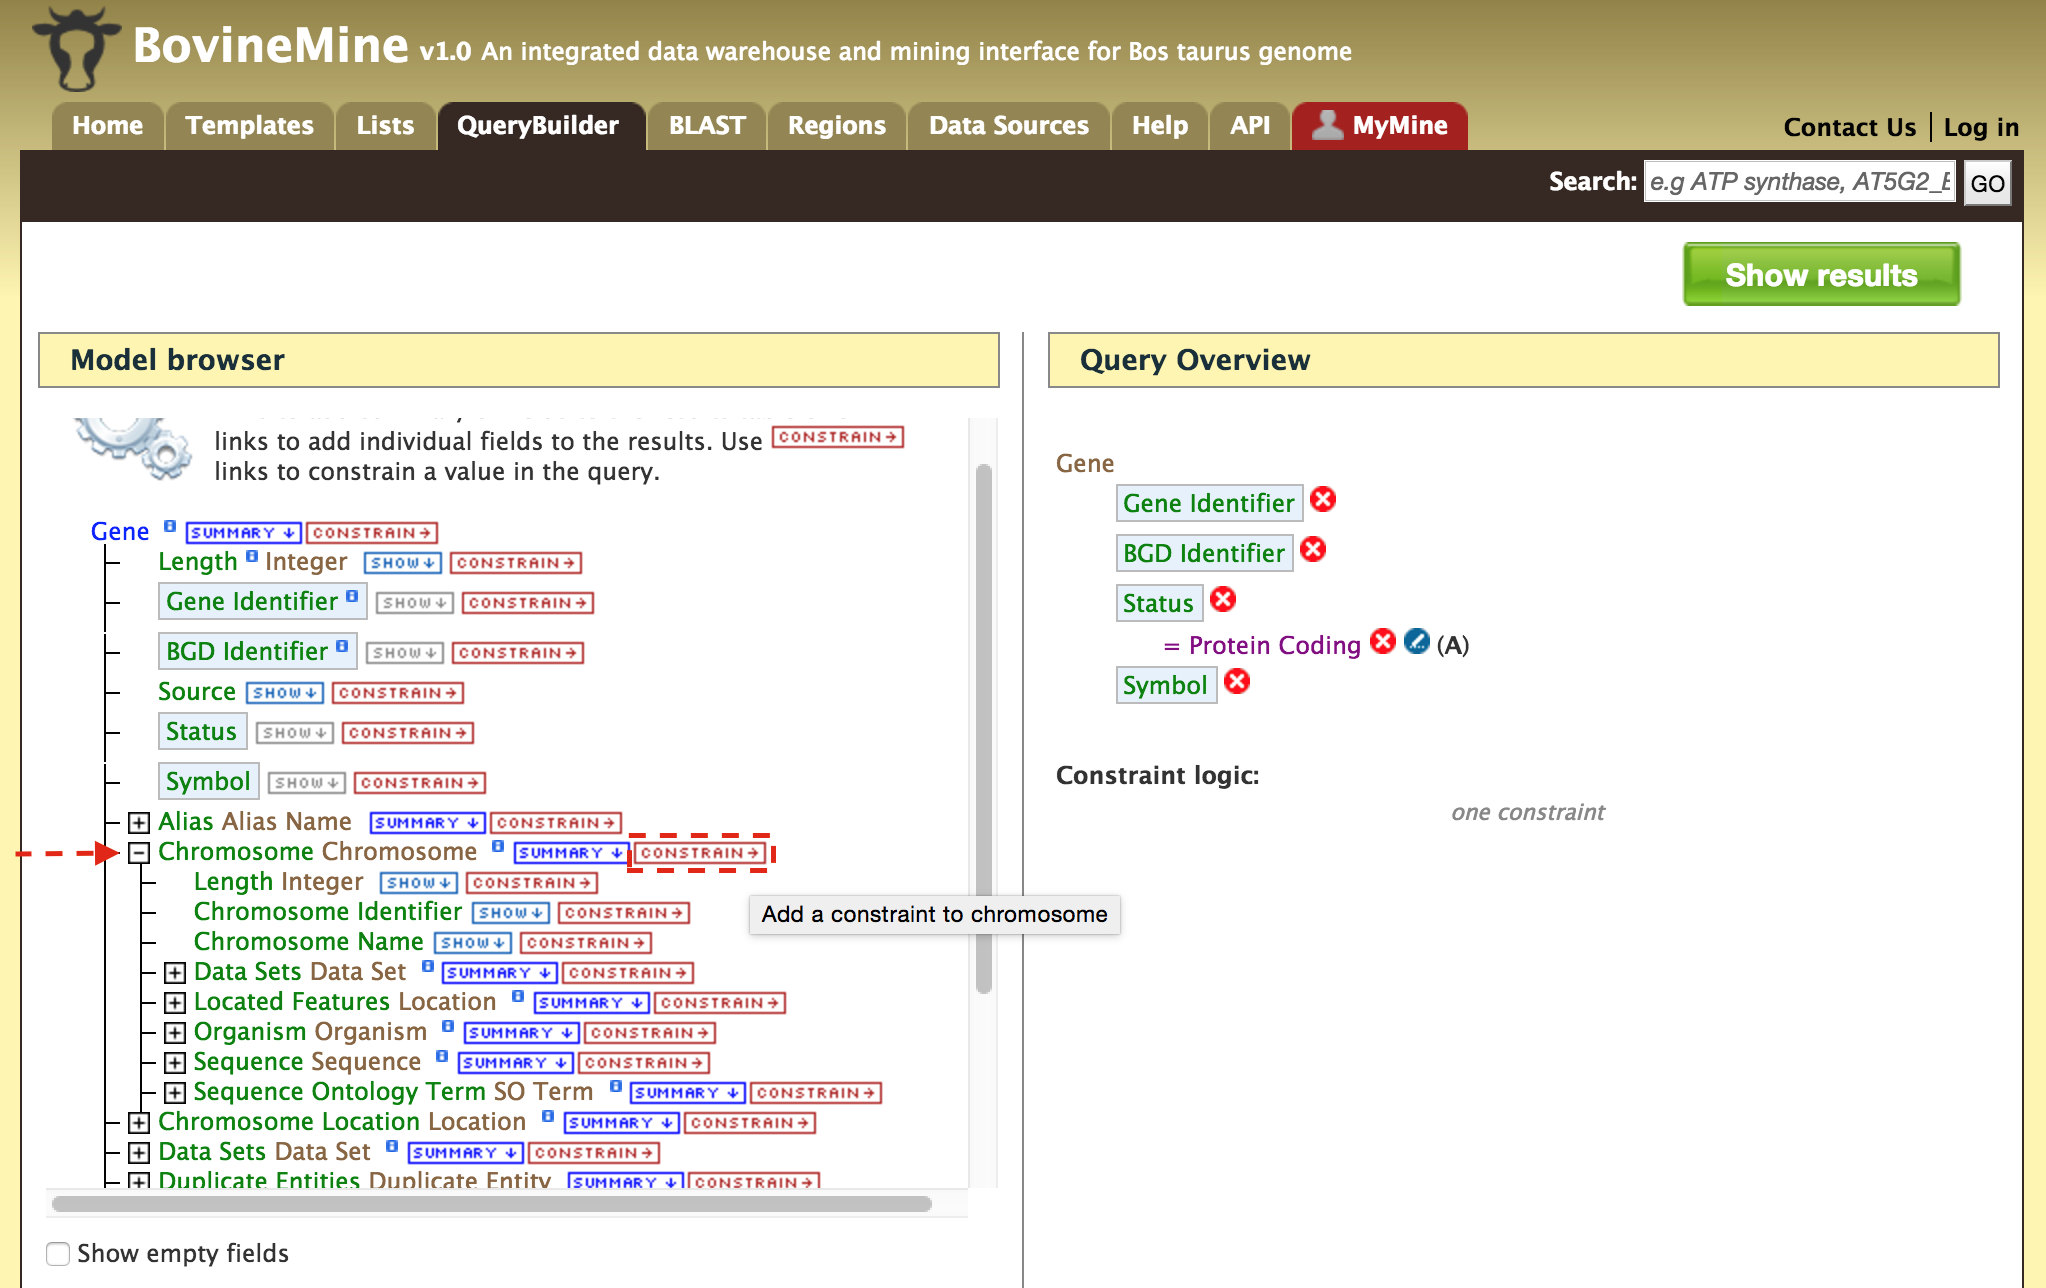 BovineMine v1.0 An integrated data warehouse and mining interface for Bos taurus genome
Home Templates Lists QueryBuilder BLAST Regions Data Sources Help API MyMine Contact Us | Log in
Search: e.g ATP synthase, AT5G2_E GO
Show results
Model browser
links to add individual fields to the results. Use CONSTRAIN→
links to constrain a value in the query.
Gene SUMMARY ↓ CONSTRAIN→
Length Integer SHOW↓ CONSTRAIN→
Gene Identifier SHOW↓ CONSTRAIN→
BGD Identifier SHOW↓ CONSTRAIN→
Source SHOW↓ CONSTRAIN→
Status SHOW↓ CONSTRAIN→
Symbol SHOW↓ CONSTRAIN→
Alias Alias Name SUMMARY ↓ CONSTRAIN→
Chromosome Chromosome SUMMARY ↓ CONSTRAIN→
Length Integer SHOW↓ CONSTRAIN→
Chromosome Identifier SHOW↓ CONSTRAIN→
Add a constraint to chromosome
Chromosome Name SHOW↓ CONSTRAIN→
Data Sets Data Set SUMMARY ↓ CONSTRAIN→
Located Features Location SUMMARY ↓ CONSTRAIN→
Organism Organism SUMMARY ↓ CONSTRAIN→
Sequence Sequence SUMMARY ↓ CONSTRAIN→
Sequence Ontology Term SO Term SUMMARY ↓ CONSTRAIN→
Chromosome Location Location SUMMARY ↓ CONSTRAIN→
Data Sets Data Set SUMMARY ↓ CONSTRAIN→
Duplicate Entities Duplicate Entity SUMMARY ↓ CONSTRAIN→
Show empty fields
Query Overview
Gene
Gene Identifier
BGD Identifier
Status
= Protein Coding (A)
Symbol
Constraint logic:
one constraint